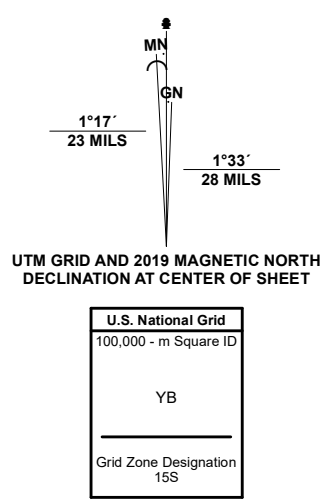 MN
GN
1°17´
23 MILS
1°33´
28 MILS
UTM GRID AND 2019 MAGNETIC NORTH
DECLINATION AT CENTER OF SHEET
U.S. National Grid
100,000 - m Square ID
YB
Grid Zone Designation
15S